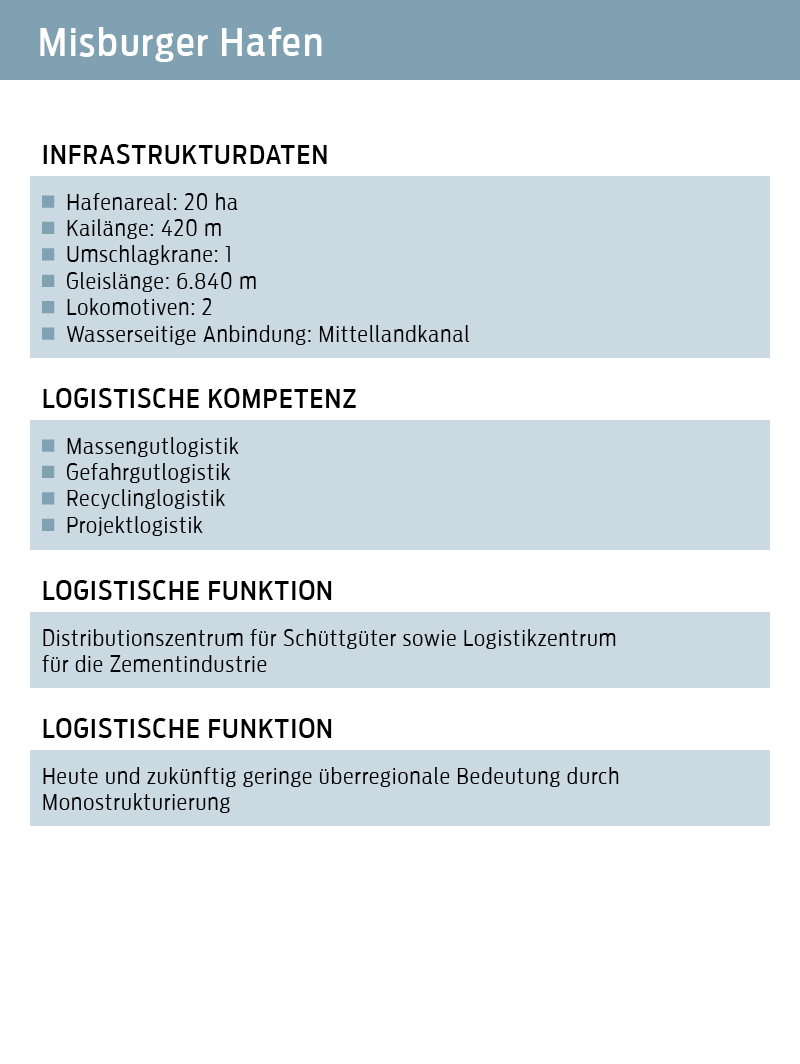 Misburger Hafen
INFRASTRUKTURDATEN
Hafenareal: 20 ha
Kailänge: 420 m
Umschlagkrane: 1
Gleislänge: 6.840 m
Lokomotiven: 2
Wasserseitige Anbindung: Mittellandkanal
LOGISTISCHE KOMPETENZ
Massengutlogistik
Gefahrgutlogistik
Recyclinglogistik
Projektlogistik
LOGISTISCHE FUNKTION
Distributionszentrum für Schüttgüter sowie Logistikzentrum
für die Zementindustrie
LOGISTISCHE FUNKTION
Heute und zukünftig geringe überregionale Bedeutung durch
Monostrukturierung